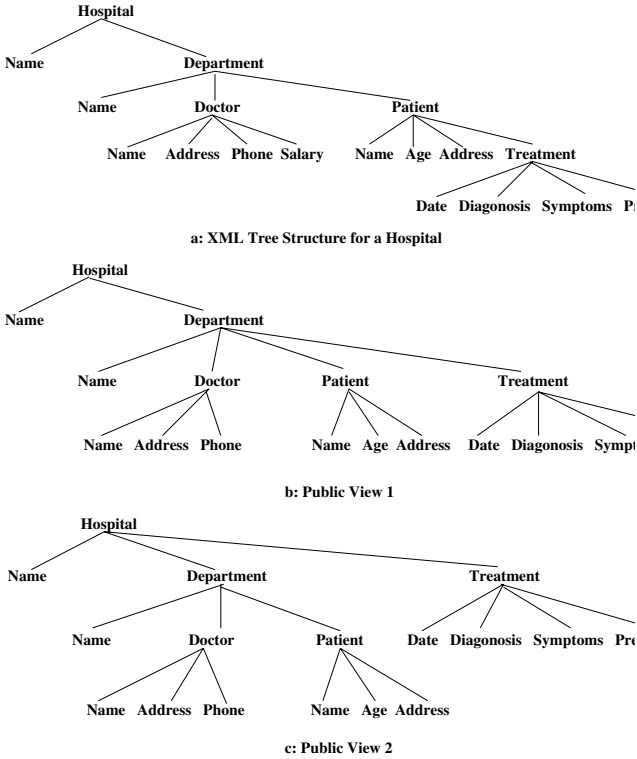 Hospital
Name Department
Name Doctor Patient
Name Address Phone Salary Name Age Address Treatment
Date Diagonosis Symptoms Pr
a: XML Tree Structure for a Hospital
Hospital
Name Department
Name Doctor Patient Treatment
Name Address Phone Name Age Address Date Diagonosis Sympt
b: Public View 1
Hospital
Name Department Treatment
Name Doctor Patient Date Diagonosis Symptoms Pre
Name Address Phone Name Age Address
c: Public View 2